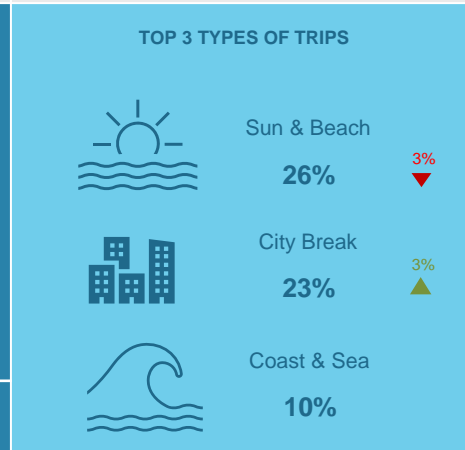 TOP 3 TYPES OF TRIPS
Sun & Beach
26%
3%
City Break
23%
3%
Coast & Sea
10%